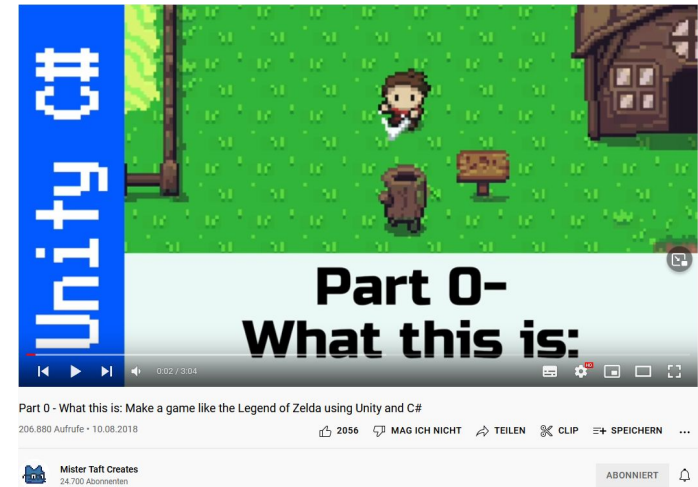 Unity C#
Part 0-
What this is:
0:02 / 3:04
HD
Part 0 - What this is: Make a game like the Legend of Zelda using Unity and C#
206.880 Aufrufe • 10.08.2018
2056 MAG ICH NICHT TEILEN CLIP SPEICHERN
Mister Taft Creates
24.700 Abonnenten
ABONNIERT